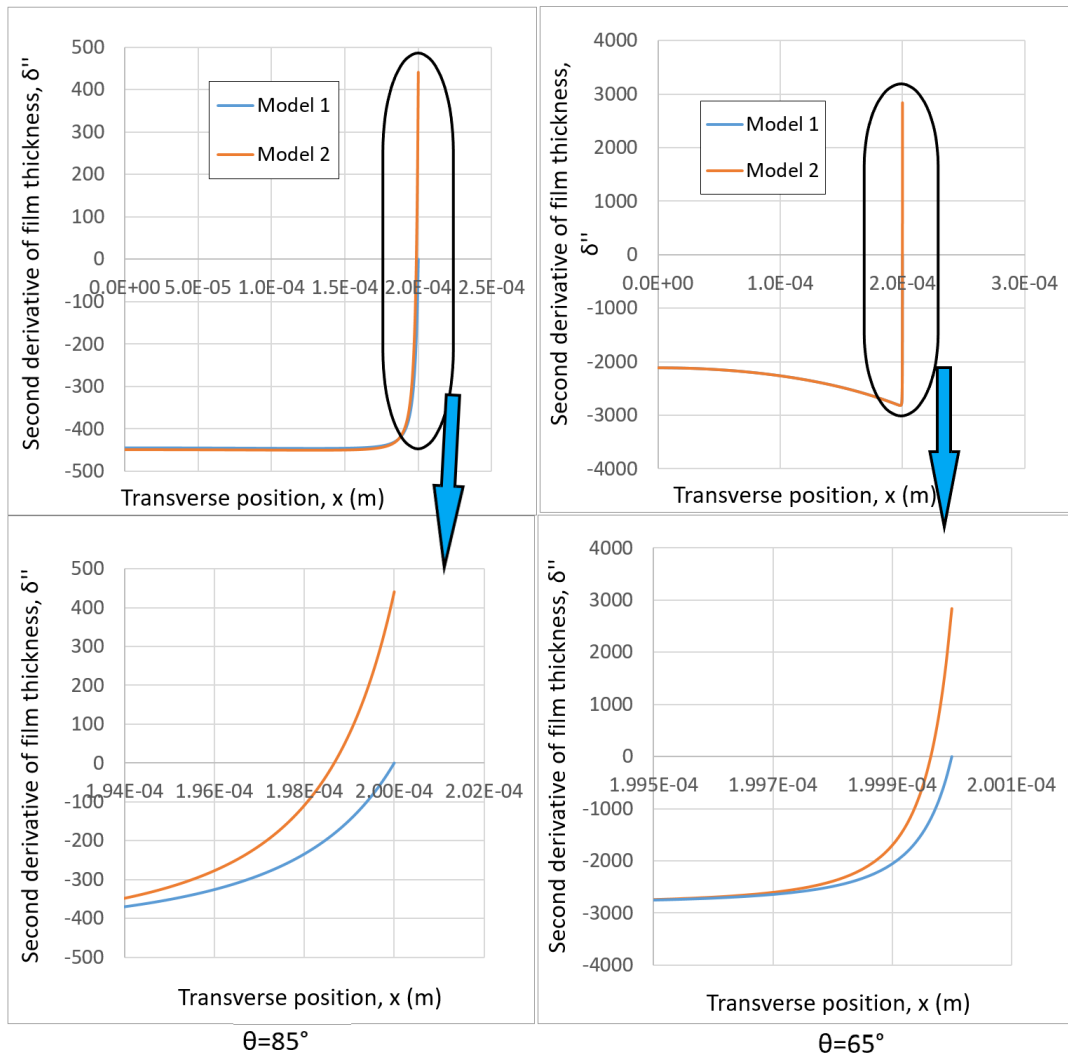 Second derivative of film thickness, δ''
500
400
300
200
100
0
-100
-200
-300
-400
-500
0.0E+00 5.0E-05 1.0E-04 1.5E-04 2.0E-04 2.5E-04
Model 1
Model 2
Transverse position, x (m)
Second derivative of film thickness,
δ''
4000
3000
2000
1000
0
-1000
-2000
-3000
-4000
0.0E+00 1.0E-04 2.0E-04 3.0E-04
Model 1
Model 2
Transverse position, x (m)
Second derivative of film thickness, δ''
500
400
300
200
100
0
-100
-200
-300
-400
-500
1.94E-04 1.96E-04 1.98E-04 2.00E-04 2.02E-04
Transverse position, x (m)
θ=85°
Second derivative of film thickness, δ''
4000
3000
2000
1000
0
-1000
-2000
-3000
-4000
1.995E-04 1.997E-04 1.999E-04 2.001E-04
Transverse position, x (m)
θ=65°